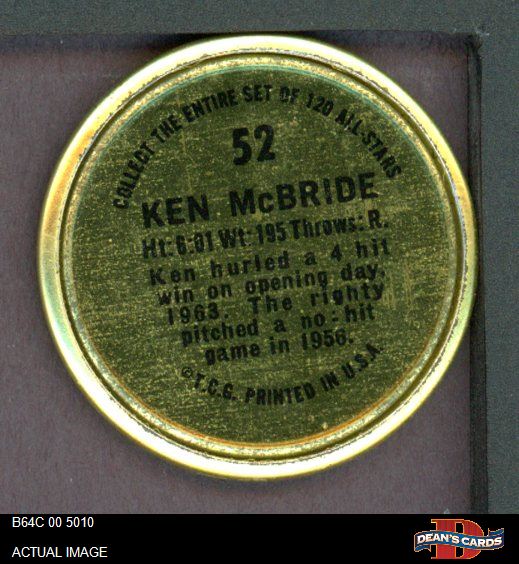 COLLECT THE ENTIRE SET OF 120 ALL-STARS
52
KEN McBRIDE
Ht: 6:01 Wt: 195 Throws: R.
Ken hurled a 4 hit
win on opening day,
1963. The righty
pitched a no-hit
game in 1956.
©T.C.G. PRINTED IN U.S.A.
B64C 00 5010
ACTUAL IMAGE
D
DEAN'S CARDS